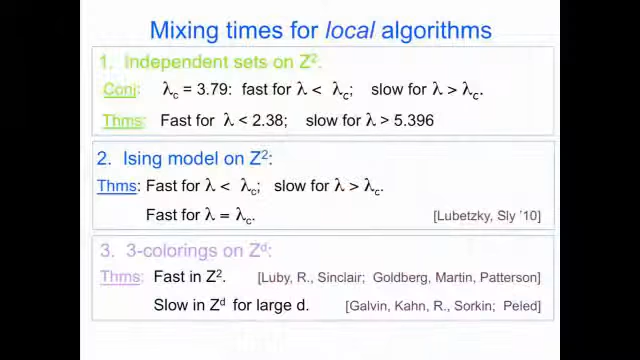 Mixing times for local algorithms
1. Independent sets on Z².
Conj: λc = 3.79: fast for λ < λc; slow for λ > λc.
Thms: Fast for λ < 2.38; slow for λ > 5.396
2. Ising model on Z²:
Thms: Fast for λ < λc; slow for λ > λc.
Fast for λ = λc. [Lubetzky, Sly '10]
3. 3-colorings on Zᵈ:
Thms: Fast in Z². [Luby, R., Sinclair; Goldberg, Martin, Patterson]
Slow in Zᵈ for large d. [Galvin, Kahn, R., Sorkin; Peled]